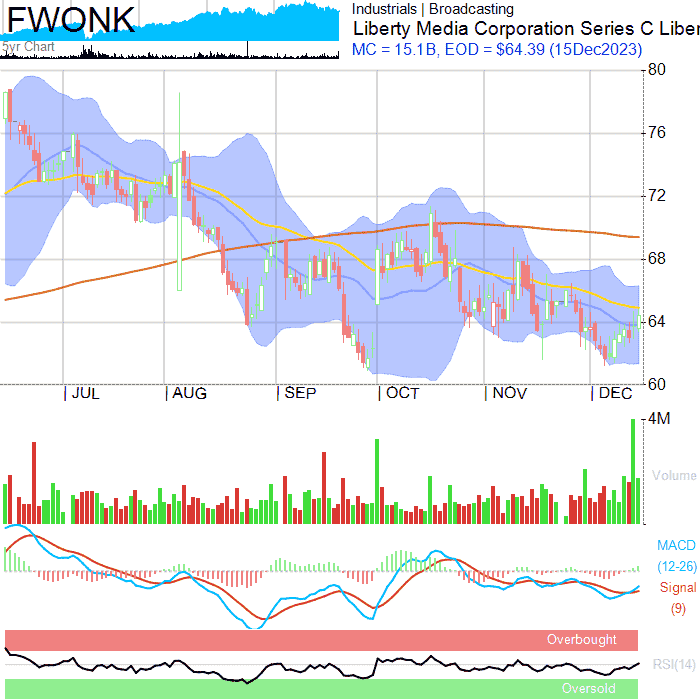 FWONK
5yr Chart
Industrials | Broadcasting
Liberty Media Corporation Series C Liber
MC = 15.1B, EOD = $64.39 (15Dec2023)
80
76
72
68
64
60
JUL
AUG
SEP
OCT
NOV
DEC
4M
Volume
MACD
(12-26)
Signal
(9)
Overbought
RSI(14)
Oversold